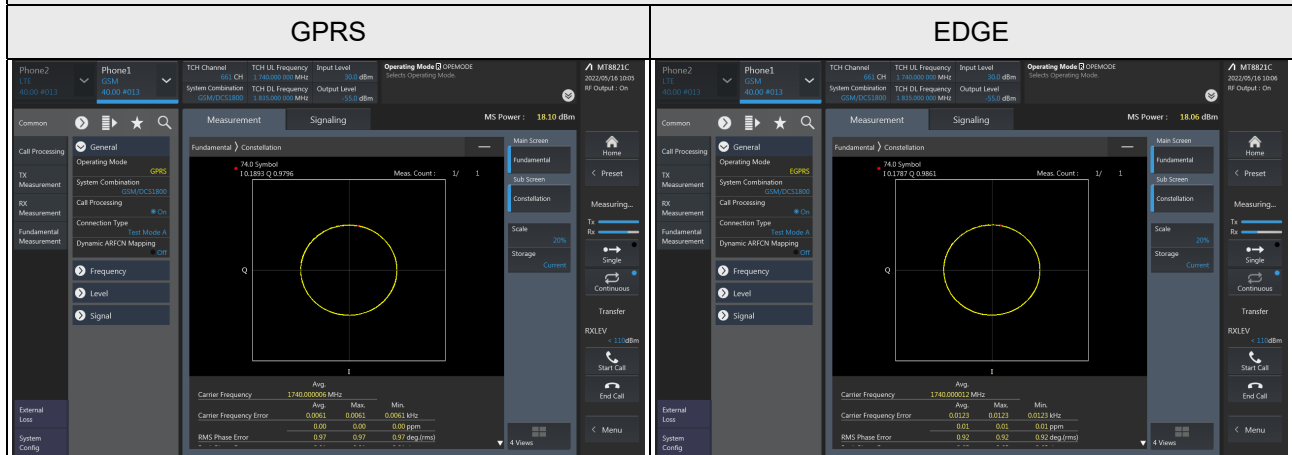 GPRS
Phone2
LTE
40.00 #013
Phone1
GSM
40.00 #013
TCH Channel
661 CH
System Combination
GSM/DCS1800
TCH UL Frequency
1 740.000 000 MHz
TCH DL Frequency
1 835.000 000 MHz
Input Level
30.0 dBm
Output Level
-55.0 dBm
Operating Mode OPEMODE
Selects Operating Mode.
MT8821C
2022/05/16 10:05
RF Output : On
Common
Call Processing
TX
Measurement
RX
Measurement
Fundamental
Measurement
External
Loss
System
Config
General
Operating Mode
GPRS
System Combination
GSM/DCS1800
Call Processing
On
Connection Type
Test Mode A
Dynamic ARFCN Mapping
Off
Frequency
Level
Signal
Measurement
Signaling
MS Power : 18.10 dBm
Fundamental ❯ Constellation
74.0 Symbol
I 0.1893 Q 0.9796
Meas. Count : 1/ 1
Q
I
Avg.
Carrier Frequency 1740.000006 MHz
Avg. Max. Min.
Carrier Frequency Error 0.0061 0.0061 0.0061 kHz
0.00 0.00 0.00 ppm
RMS Phase Error 0.97 0.97 0.97 deg.(rms)
Main Screen
Fundamental
Sub Screen
Constellation
Scale
20%
Storage
Current
4 Views
Home
Preset
Measuring...
Tx
Rx
Single
Continuous
Transfer
RXLEV
< 110dBm
Start Call
End Call
Menu
EDGE
Phone2
LTE
40.00 #013
Phone1
GSM
40.00 #013
TCH Channel
661 CH
System Combination
GSM/DCS1800
TCH UL Frequency
1 740.000 000 MHz
TCH DL Frequency
1 835.000 000 MHz
Input Level
30.0 dBm
Output Level
-55.0 dBm
Operating Mode OPEMODE
Selects Operating Mode.
MT8821C
2022/05/16 10:06
RF Output : On
Common
Call Processing
TX
Measurement
RX
Measurement
Fundamental
Measurement
External
Loss
System
Config
General
Operating Mode
EGPRS
System Combination
GSM/DCS1800
Call Processing
On
Connection Type
Test Mode A
Dynamic ARFCN Mapping
Off
Frequency
Level
Signal
Measurement
Signaling
MS Power : 18.06 dBm
Fundamental ❯ Constellation
74.0 Symbol
I 0.1787 Q 0.9861
Meas. Count : 1/ 1
Q
I
Avg.
Carrier Frequency 1740.000012 MHz
Avg. Max. Min.
Carrier Frequency Error 0.0123 0.0123 0.0123 kHz
0.01 0.01 0.01 ppm
RMS Phase Error 0.92 0.92 0.92 deg.(rms)
Main Screen
Fundamental
Sub Screen
Constellation
Scale
20%
Storage
Current
4 Views
Home
Preset
Measuring...
Tx
Rx
Single
Continuous
Transfer
RXLEV
< 110dBm
Start Call
End Call
Menu